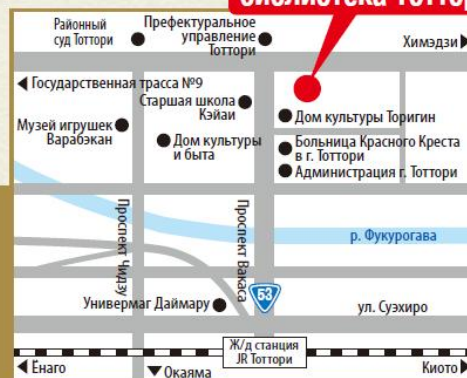 библиотека Тоттори
Районный
суд Тоттори
Префектуральное
управление
Тоттори
Химэдзи
Государственная трасса №9
Старшая школа
Кэйаи
Музей игрушек
Варабэкан
Дом культуры
и быта
Дом культуры Торигин
Больница Красного Креста
в г. Тоттори
Администрация г. Тоттори
Проспект Чидзу
Проспект Вакаса
р. Фукурогава
Универмаг Даймару
53
ул. Суэхиро
Ж/д станция
JR Тоттори
Ёнаго
Окаяма
Киото